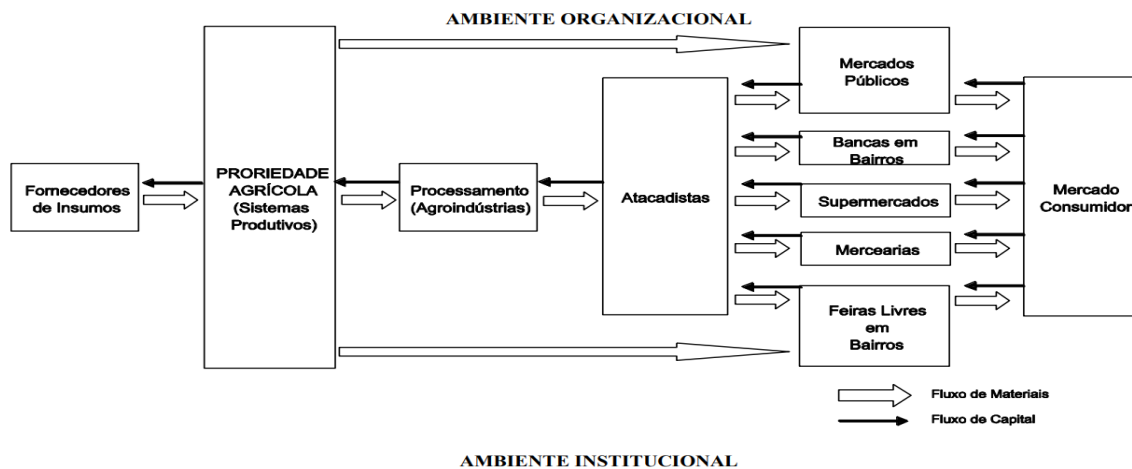 AMBIENTE ORGANIZACIONAL
Fornecedores
de Insumos
PRORIEDADE
AGRÍCOLA
(Sistemas
Produtivos)
Processamento
(Agroindústrias)
Atacadistas
Mercados
Públicos
Bancas em
Bairros
Supermercados
Mercearias
Feiras Livres
em
Bairros
Mercado
Consumidor
Fluxo de Materiais
Fluxo de Capital
AMBIENTE INSTITUCIONAL